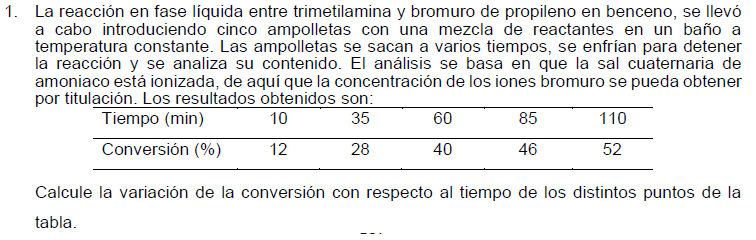 1. La reacción en fase líquida entre trimetilamina y bromuro de propileno en benceno, se llevó
a cabo introduciendo cinco ampolletas con una mezcla de reactantes en un baño a
temperatura constante. Las ampolletas se sacan a varios tiempos, se enfrían para detener
la reacción y se analiza su contenido. El análisis se basa en que la sal cuaternaria de
amoniaco está ionizada, de aquí que la concentración de los iones bromuro se pueda obtener
por titulación. Los resultados obtenidos son:
Tiempo (min) 10 35 60 85 110
Conversión (%) 12 28 40 46 52
Calcule la variación de la conversión con respecto al tiempo de los distintos puntos de la
tabla.